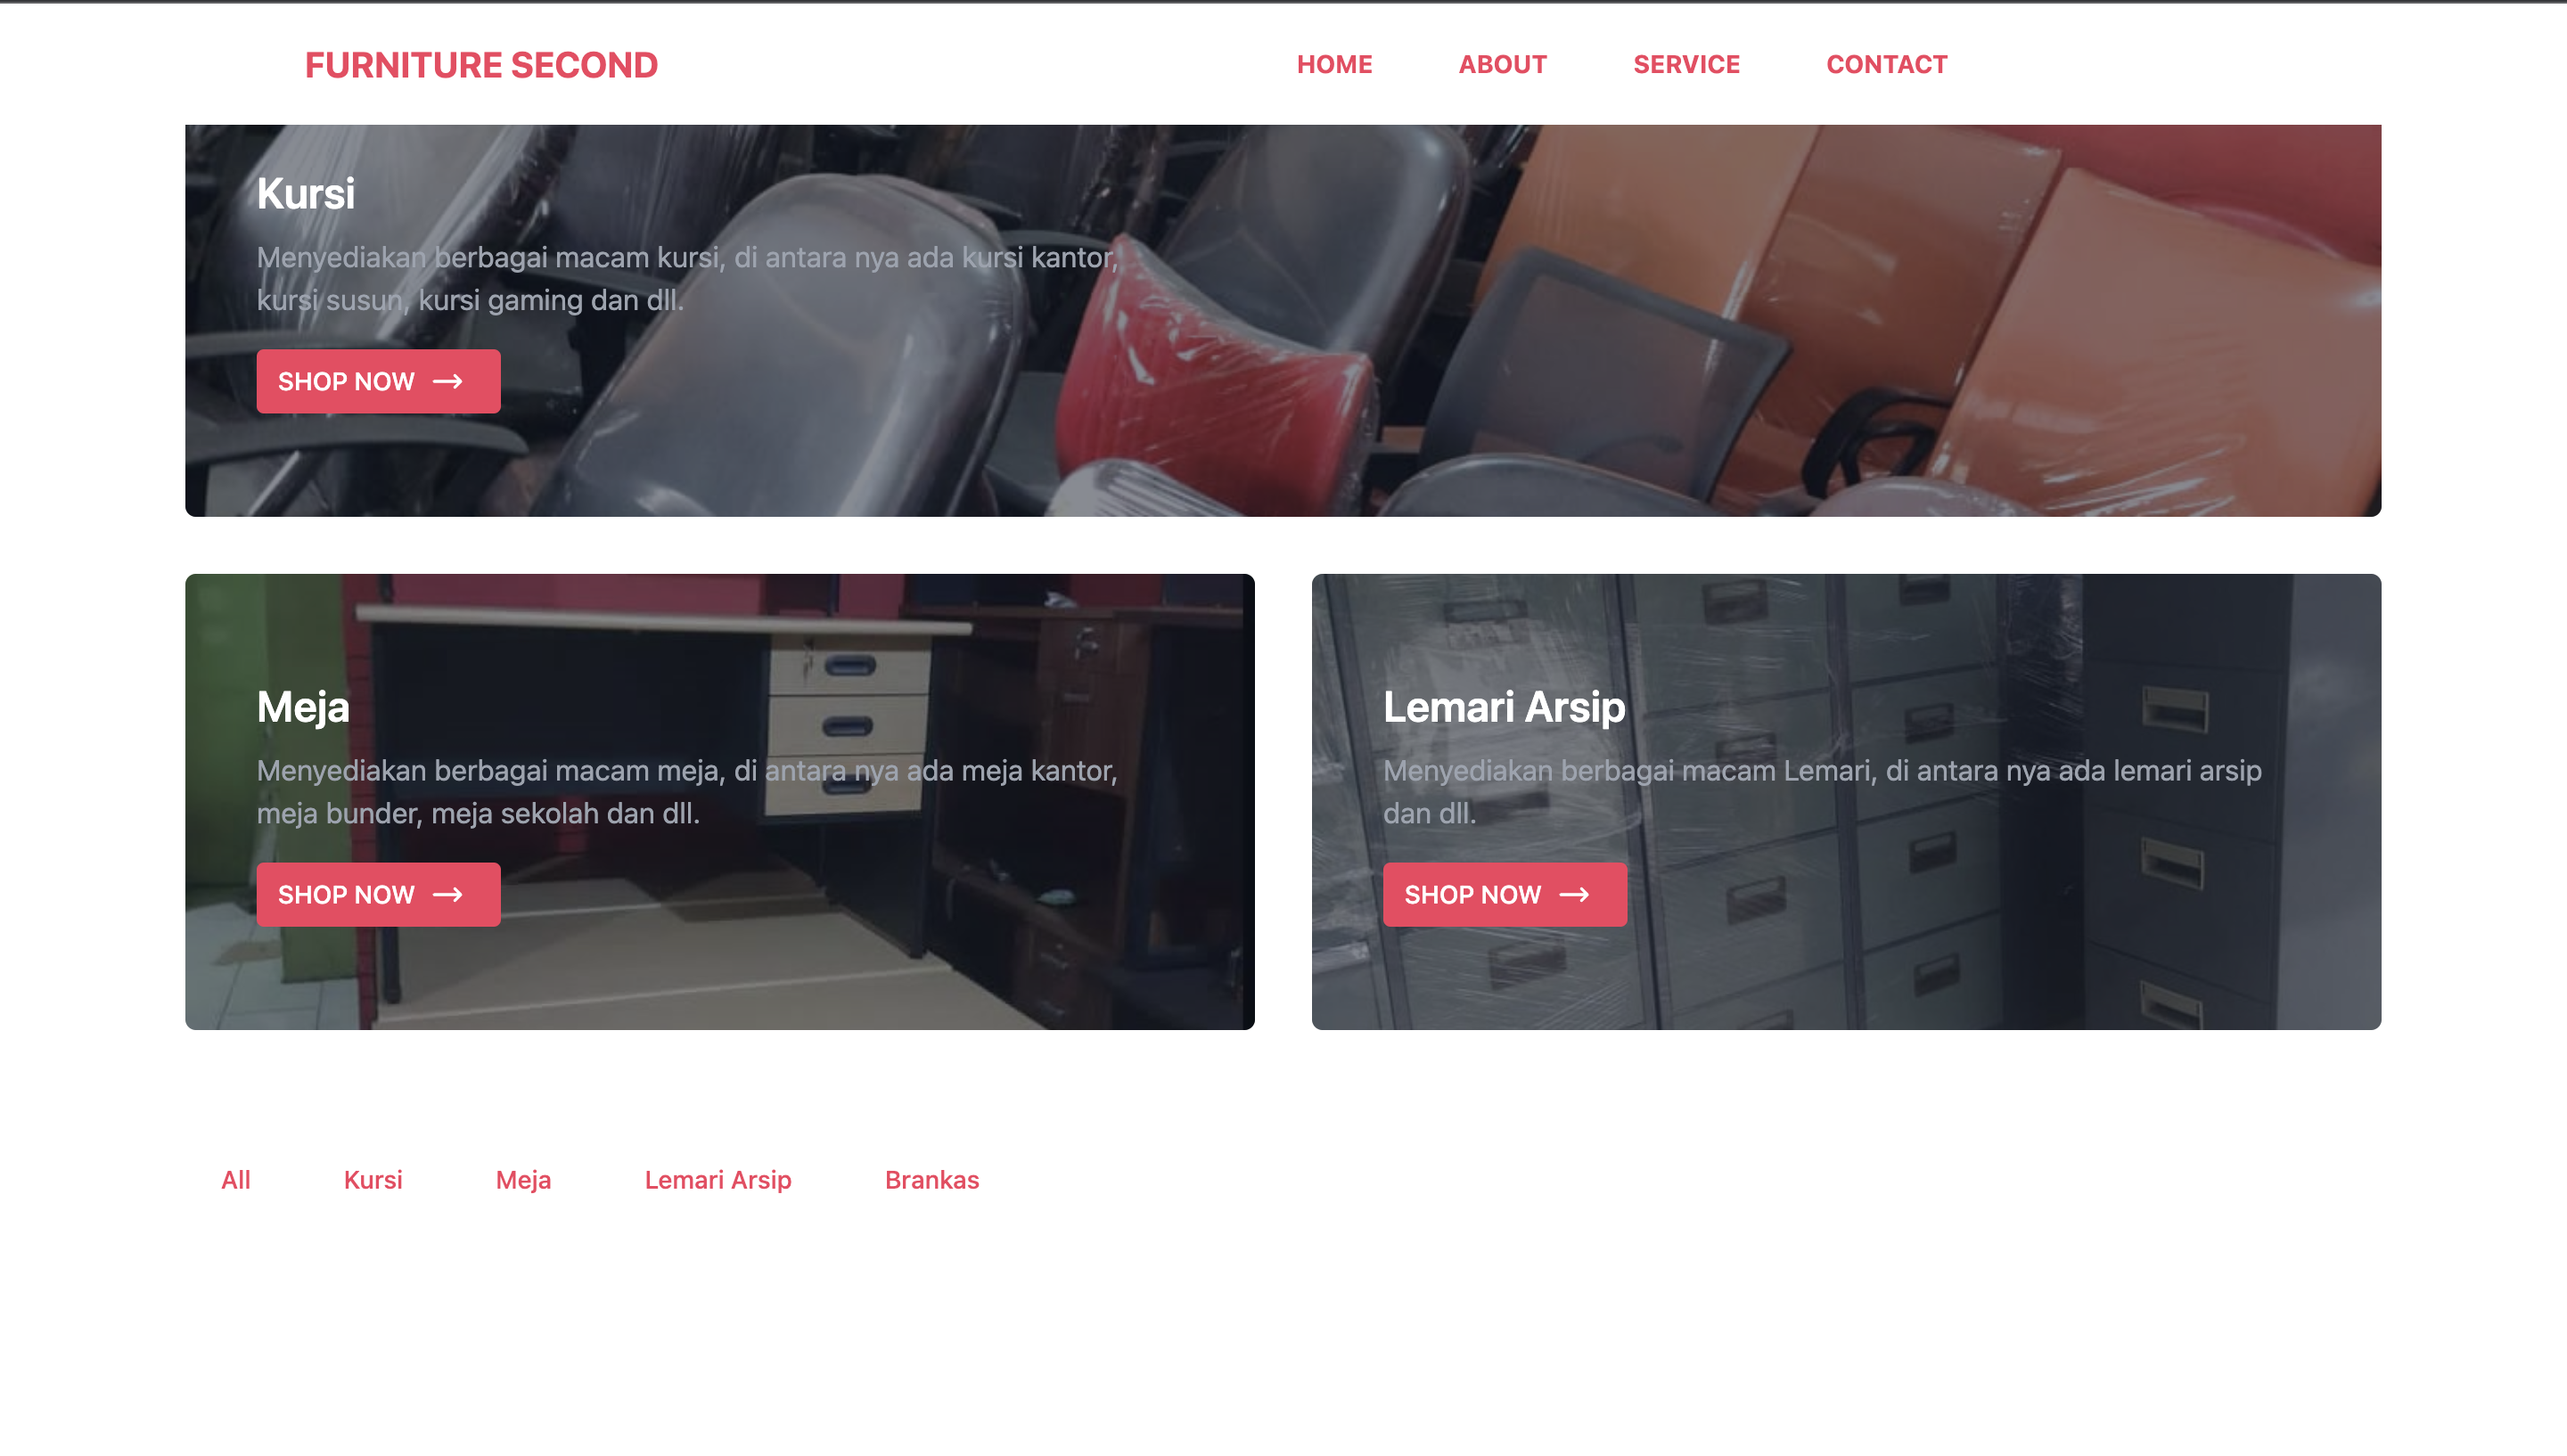 FURNITURE SECOND
HOME ABOUT SERVICE CONTACT
Kursi
Menyediakan berbagai macam kursi, di antara nya ada kursi kantor,
kursi susun, kursi gaming dan dll.
SHOP NOW
Meja
Menyediakan berbagai macam meja, di antara nya ada meja kantor,
meja bunder, meja sekolah dan dll.
SHOP NOW
Lemari Arsip
Menyediakan berbagai macam Lemari, di antara nya ada lemari arsip
dan dll.
SHOP NOW
All Kursi Meja Lemari Arsip Brankas